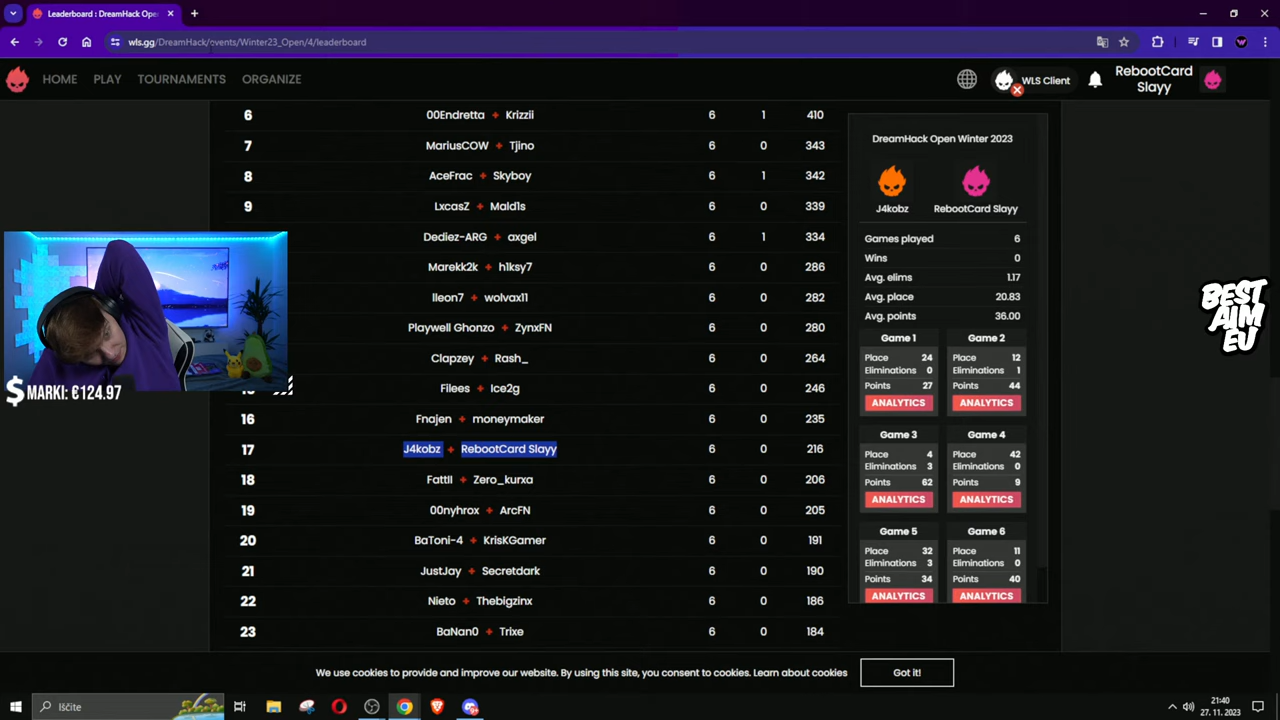 Leaderboard : DreamHack Ope
wls.gg/DreamHack/events/Winter23_Open/4/leaderboard
HOME PLAY TOURNAMENTS ORGANIZE
WLS Client
RebootCard Slayy
6 00Endretta + Krizzii 6 1 410
7 MariusCOW + Tjino 6 0 343
8 AceFrac + Skyboy 6 1 342
9 LxcasZ + Mald1s 6 0 339
Dediez-ARG + axgel 6 1 334
Marekk2k + h1ksy7 6 0 286
lleon7 + wolvax11 6 0 282
Playwell Ghonzo + ZynxFN 6 0 280
Clapzey + Rash_ 6 0 264
Filees + Ice2g 6 0 246
16 Fnajen + moneymaker 6 0 235
17 J4kobz + RebootCard Slayy 6 0 216
18 FattII + Zero_kurxa 6 0 206
19 00nyhrox + ArcFN 6 0 205
20 BaToni-4 + KrisKGamer 6 0 191
21 JustJay + Secretdark 6 0 190
22 Nieto + Thebigzinx 6 0 186
23 BaNan0 + Trixe 6 0 184
DreamHack Open Winter 2023
J4kobz RebootCard Slayy
Games played 6
Wins 0
Avg. elims 1.17
Avg. place 20.83
Avg. points 36.00
Game 1
Place 24
Eliminations 0
Points 27
ANALYTICS
Game 2
Place 12
Eliminations 1
Points 44
ANALYTICS
Game 3
Place 4
Eliminations 3
Points 62
ANALYTICS
Game 4
Place 42
Eliminations 0
Points 9
ANALYTICS
Game 5
Place 32
Eliminations 3
Points 34
ANALYTICS
Game 6
Place 11
Eliminations 0
Points 40
ANALYTICS
$ MARKI: €124.97
BEST
AIM
EU
We use cookies to provide and improve our website. By using this site, you consent to cookies. Learn about cookies
Got it!
Iščite
21:40
27. 11. 2023